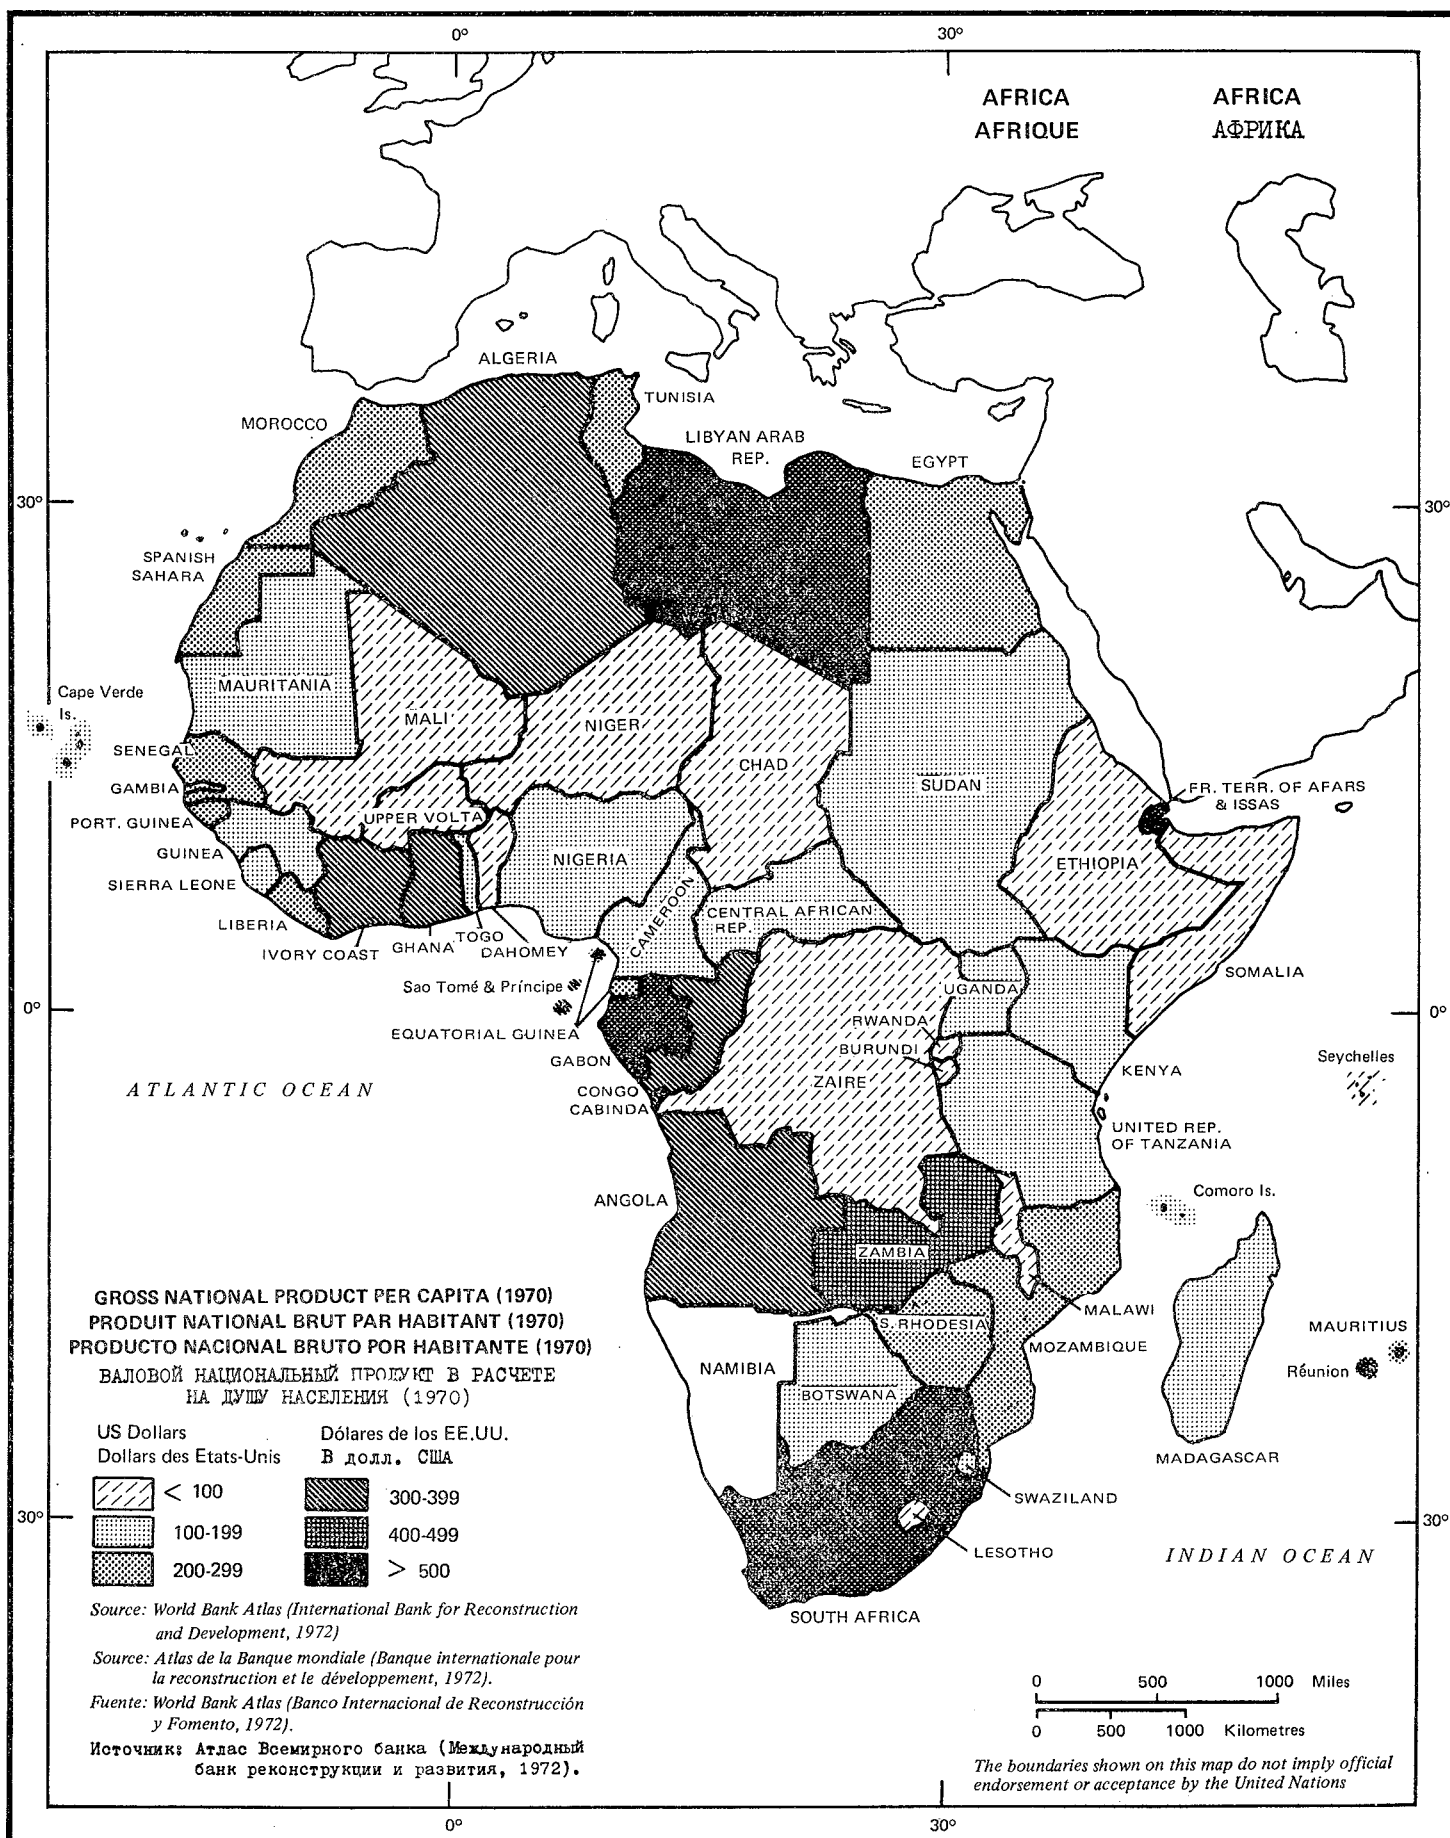 0° 30°
AFRICA AFRICA
AFRIQUE АФРИКА
ALGERIA
TUNISIA
MOROCCO
LIBYAN ARAB
REP.
EGYPT
30° 30°
SPANISH
SAHARA
MAURITANIA
Cape Verde
Is.
MALI
NIGER
CHAD
SUDAN
SENEGAL
GAMBIA
PORT. GUINEA
GUINEA
SIERRA LEONE
LIBERIA
IVORY COAST
GHANA
TOGO
DAHOMEY
UPPER VOLTA
NIGERIA
CAMEROON
CENTRAL AFRICAN
REP.
FR. TERR. OF AFARS
& ISSAS
ETHIOPIA
SOMALIA
Sao Tomé & Príncipe
EQUATORIAL GUINEA
0° 0°
GABON
CONGO
CABINDA
UGANDA
RWANDA
BURUNDI
ZAIRE
KENYA
Seychelles
ATLANTIC OCEAN
UNITED REP.
OF TANZANIA
ANGOLA
Comoro Is.
ZAMBIA
MALAWI
S. RHODESIA
MOZAMBIQUE
MAURITIUS
Réunion
NAMIBIA
BOTSWANA
MADAGASCAR
SWAZILAND
LESOTHO
SOUTH AFRICA
INDIAN OCEAN
GROSS NATIONAL PRODUCT PER CAPITA (1970)
PRODUIT NATIONAL BRUT PAR HABITANT (1970)
PRODUCTO NACIONAL BRUTO POR HABITANTE (1970)
ВАЛОВОЙ НАЦИОНАЛЬНЫЙ ПРОДУКТ В РАСЧЕТЕ
НА ДУШУ НАСЕЛЕНИЯ (1970)
US Dollars Dólares de los EE.UU.
Dollars des Etats-Unis В долл. США
< 100 300-399
100-199 400-499
200-299 > 500
30° 30°
Source: World Bank Atlas (International Bank for Reconstruction
and Development, 1972)
Source: Atlas de la Banque mondiale (Banque internationale pour
la reconstruction et le développement, 1972).
Fuente: World Bank Atlas (Banco Internacional de Reconstrucción
y Fomento, 1972).
Источник: Атлас Всемирного банка (Международный
банк реконструкции и развития, 1972).
0 500 1000 Miles
0 500 1000 Kilometres
The boundaries shown on this map do not imply official
endorsement or acceptance by the United Nations
0° 30°